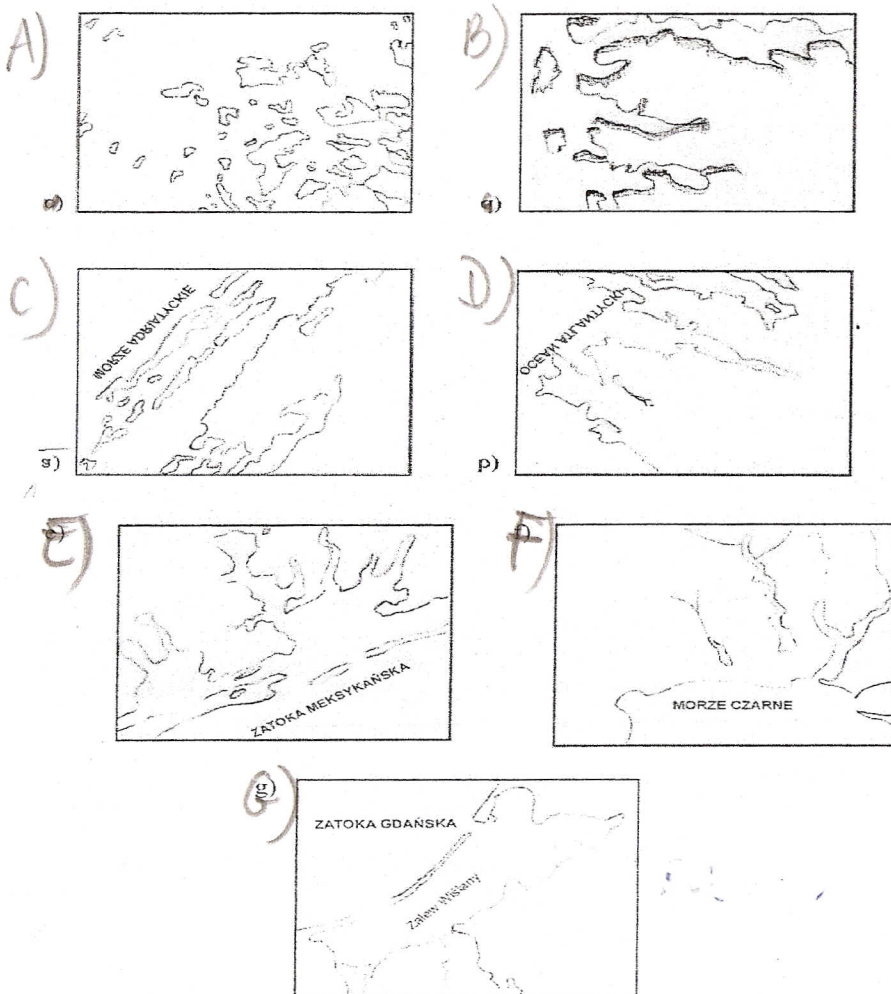 A)
B)
C)
MORZE ADRIATYCKIE
D)
OCEAN ATLANTYCKI
E)
ZATOKA MEKSYKAŃSKA
F)
MORZE CZARNE
G)
g)
ZATOKA GDAŃSKA
Zalew Wiślany